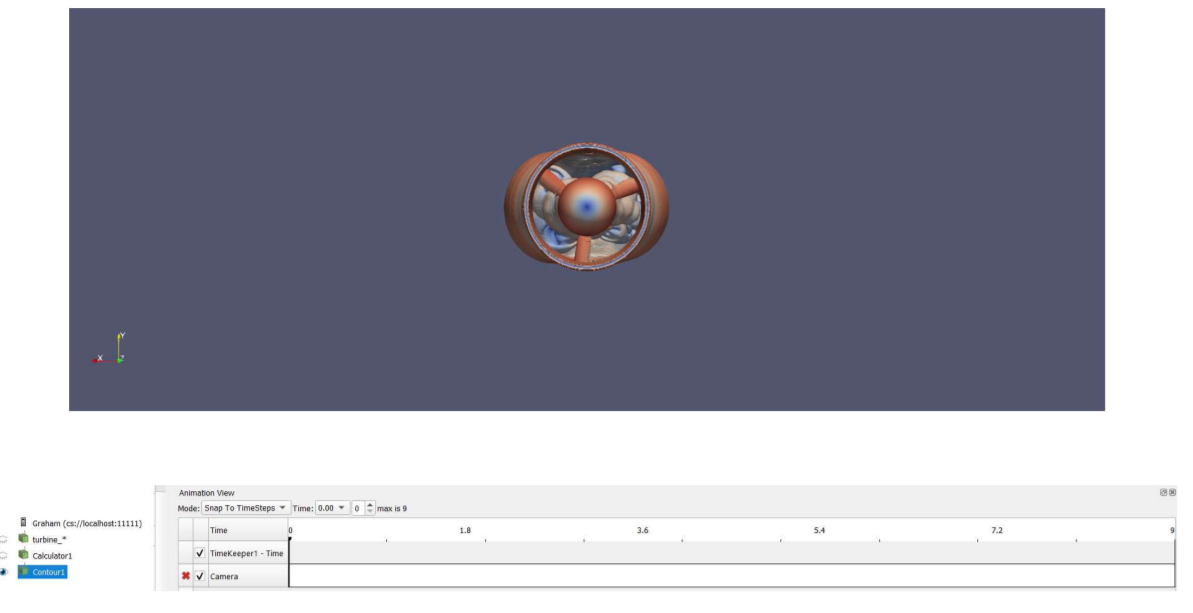 Y
X
Z
Animation View
Mode: Snap To TimeSteps Time: 0.00 0 max is 9
Graham (cs://localhost:11111)
turbine_*
Calculator1
Contour1
Time 0 1.8 3.6 5.4 7.2 9
TimeKeeper1 - Time
Camera